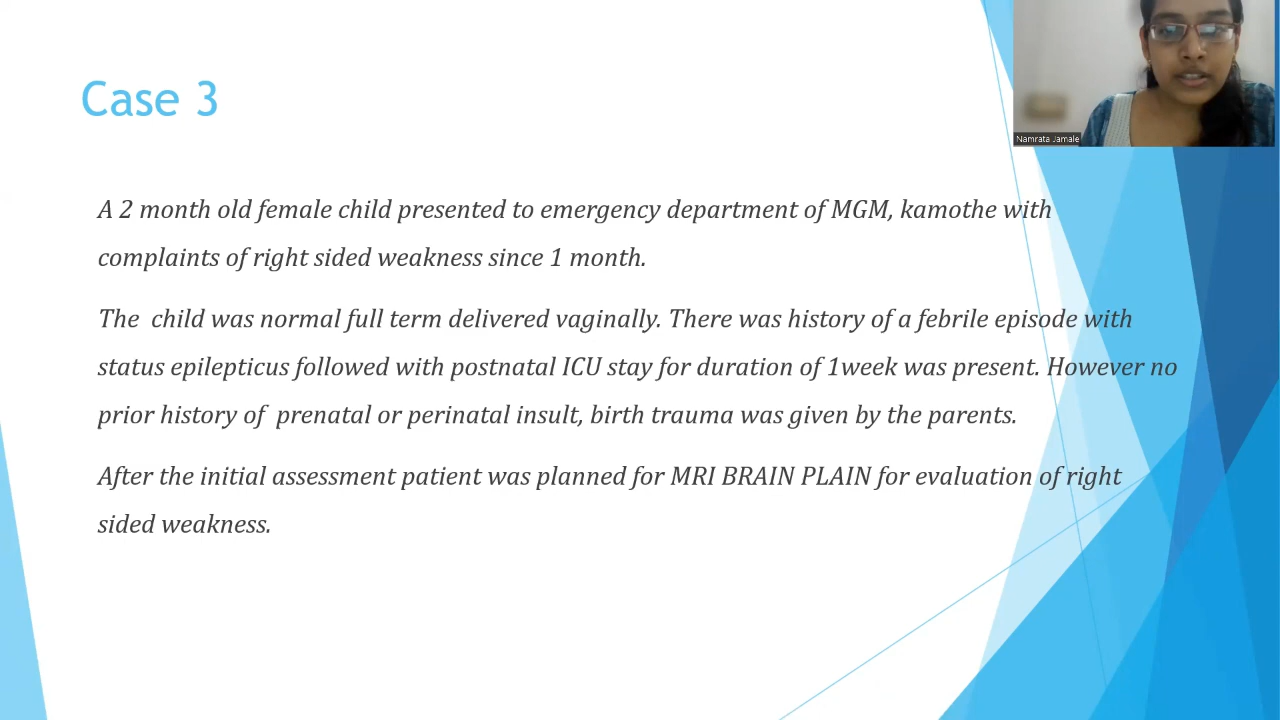 Case 3
Namrata Jamale
A 2 month old female child presented to emergency department of MGM, kamothe with
complaints of right sided weakness since 1 month.
The child was normal full term delivered vaginally. There was history of a febrile episode with
status epilepticus followed with postnatal ICU stay for duration of 1week was present. However no
prior history of prenatal or perinatal insult, birth trauma was given by the parents.
After the initial assessment patient was planned for MRI BRAIN PLAIN for evaluation of right
sided weakness.